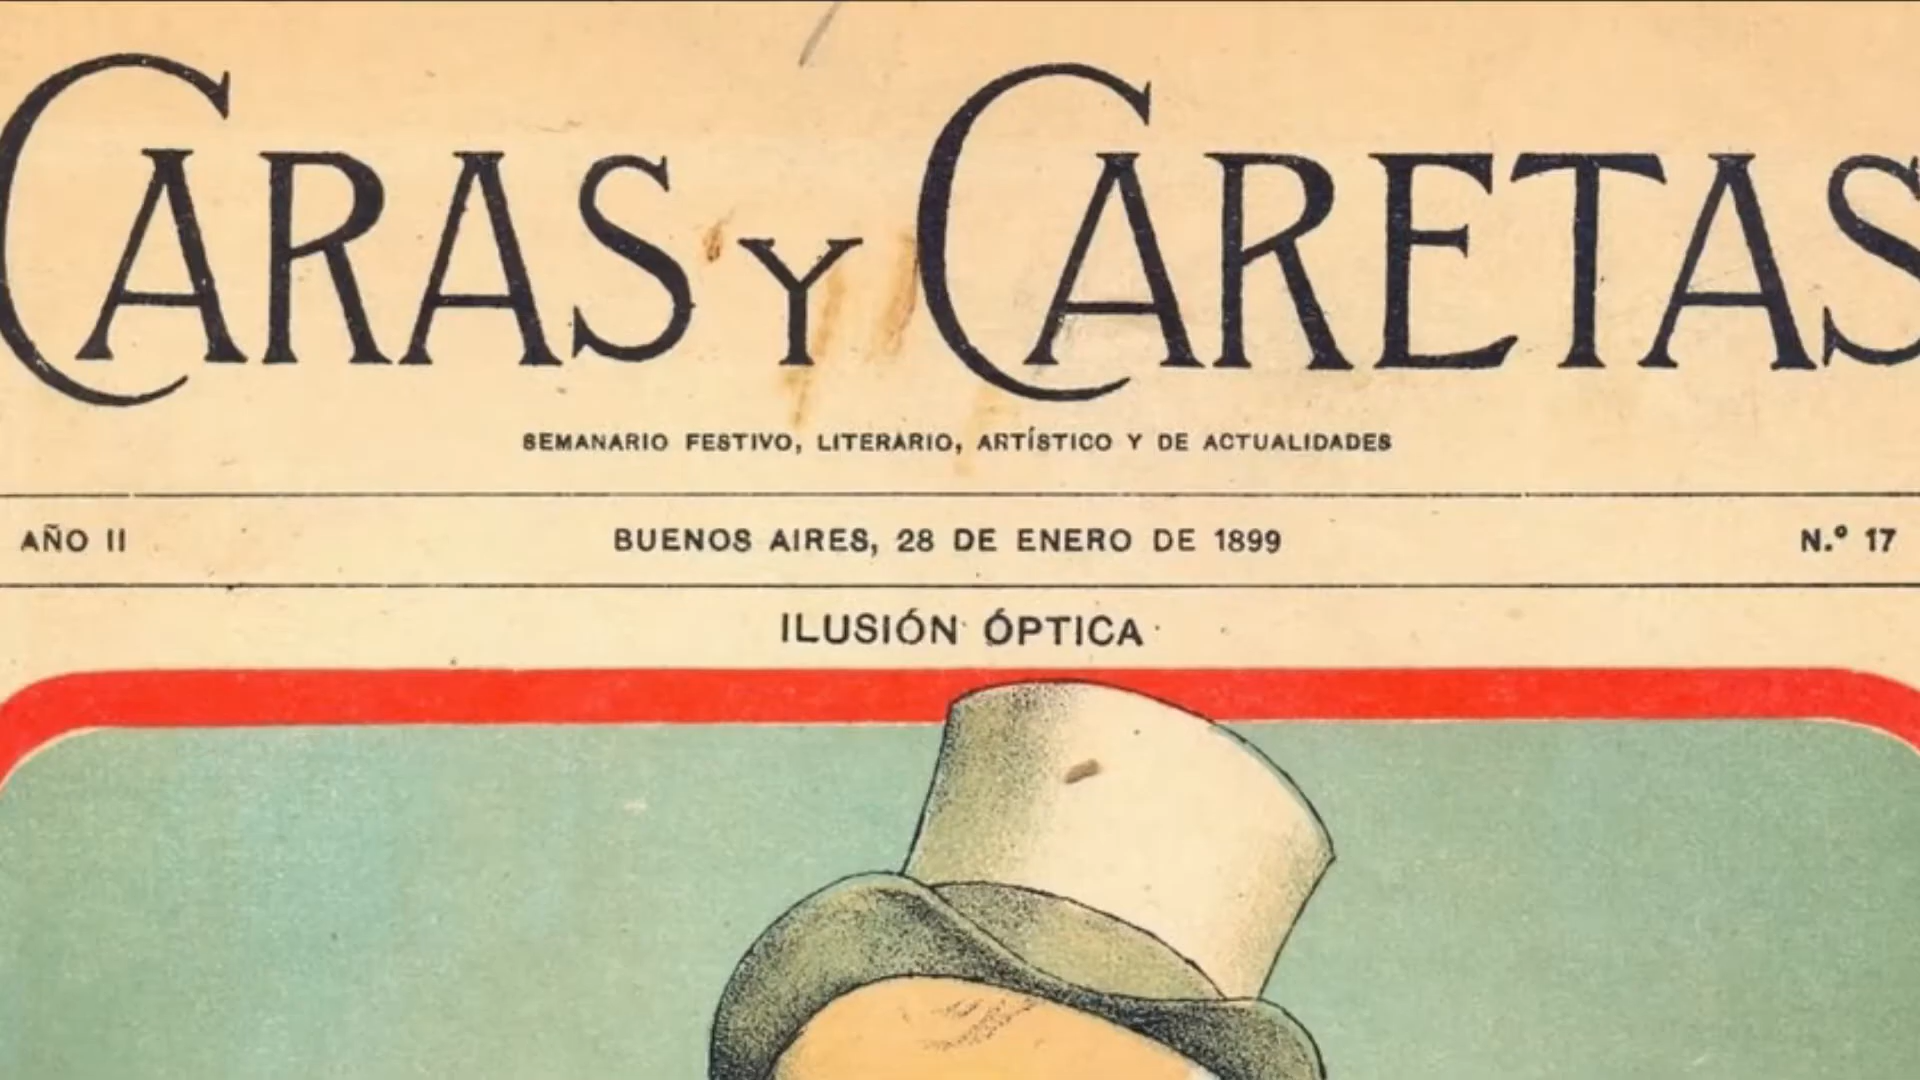 CARAS Y CARETAS
SEMANARIO FESTIVO, LITERARIO, ARTÍSTICO Y DE ACTUALIDADES
AÑO II BUENOS AIRES, 28 DE ENERO DE 1899 N.º 17
ILUSIÓN ÓPTICA